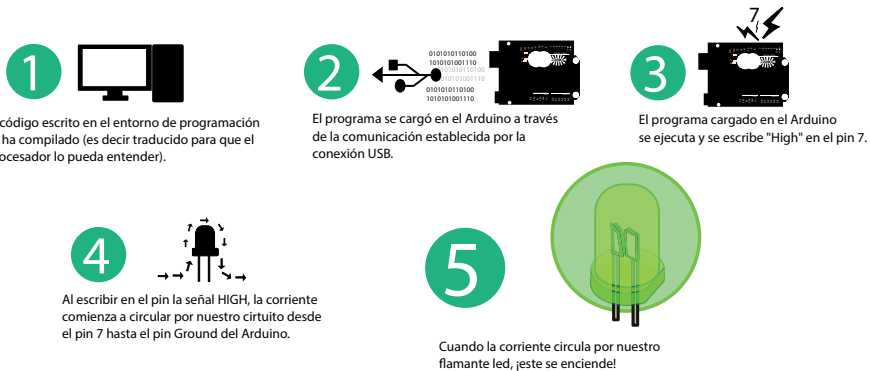 1
código escrito en el entorno de programación
ha compilado (es decir traducido para que el
ocesador lo pueda entender).
2
0101010110100
1010101001110
0101010110100
1010101001110
0101010110100
1010101001110
El programa se cargó en el Arduino a través
de la comunicación establecida por la
conexión USB.
3
7
El programa cargado en el Arduino
se ejecuta y se escribe "High" en el pin 7.
4
Al escribir en el pin la señal HIGH, la corriente
comienza a circular por nuestro cirtuito desde
el pin 7 hasta el pin Ground del Arduino.
5
Cuando la corriente circula por nuestro
flamante led, ¡este se enciende!